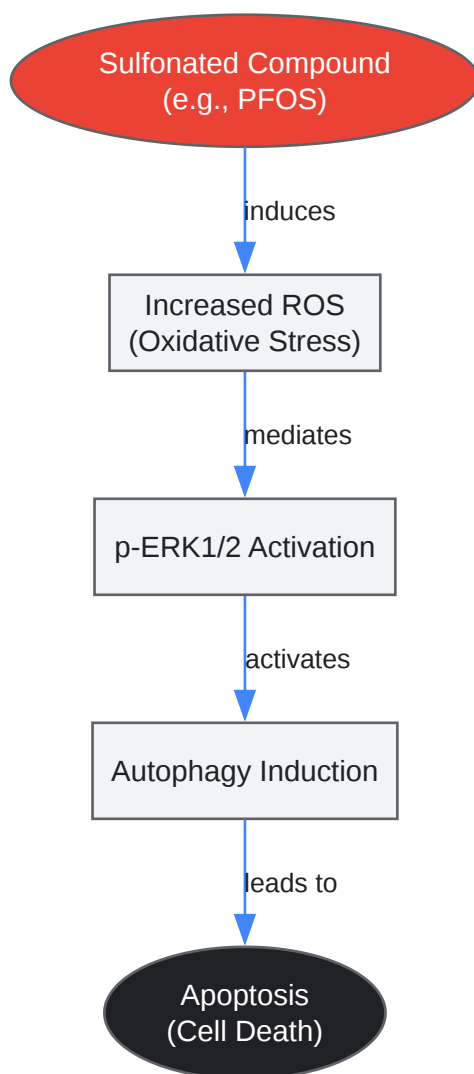 Sulfonated Compound
(e.g., PFOS)
induces
Increased ROS
(Oxidative Stress)
mediates
p-ERK1/2 Activation
activates
Autophagy Induction
leads to
Apoptosis
(Cell Death)